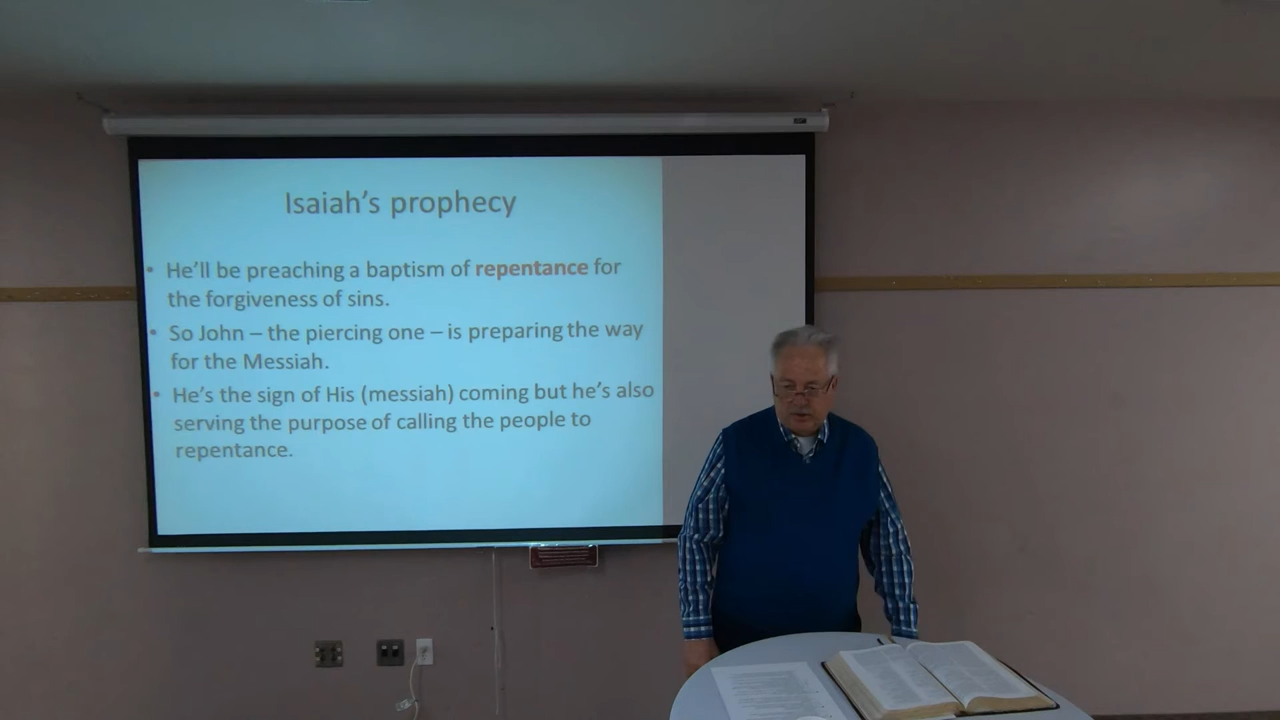 Isaiah's prophecy
• He'll be preaching a baptism of repentance for
the forgiveness of sins.
• So John – the piercing one – is preparing the way
for the Messiah.
• He's the sign of His (messiah) coming but he's also
serving the purpose of calling the people to
repentance.